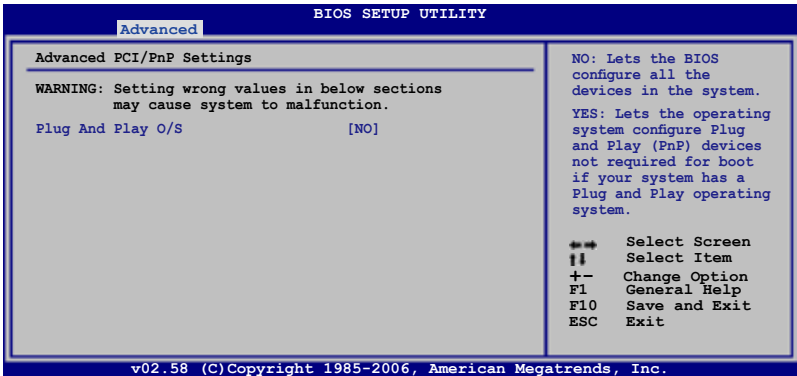 BIOS SETUP UTILITY
Advanced
Advanced PCI/PnP Settings
WARNING: Setting wrong values in below sections
may cause system to malfunction.
Plug And Play O/S [NO]
NO: Lets the BIOS
configure all the
devices in the system.
YES: Lets the operating
system configure Plug
and Play (PnP) devices
not required for boot
if your system has a
Plug and Play operating
system.
←→ Select Screen
↑↓ Select Item
+- Change Option
F1 General Help
F10 Save and Exit
ESC Exit
v02.58 (C)Copyright 1985-2006, American Megatrends, Inc.